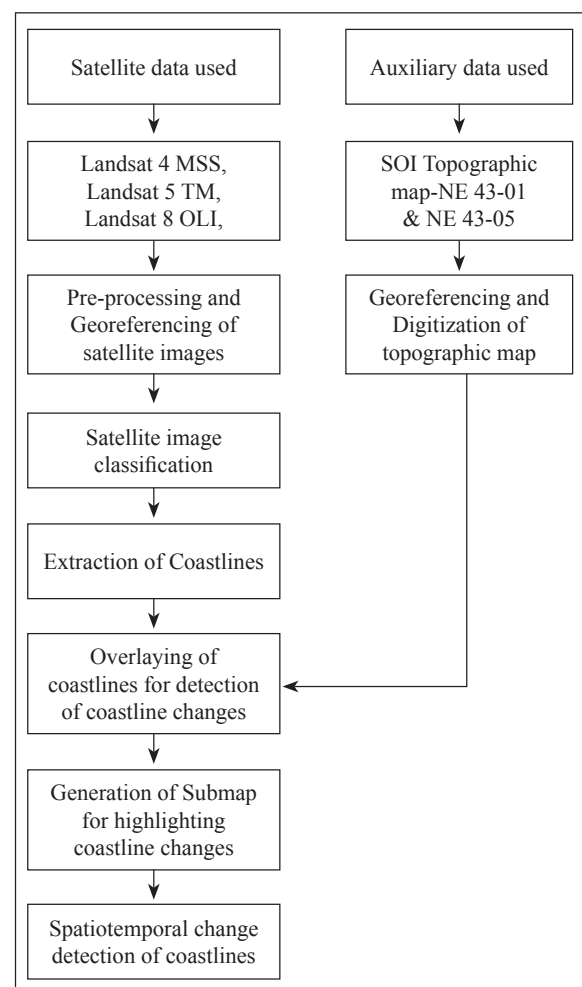 Satellite data used
Auxiliary data used
Landsat 4 MSS,
Landsat 5 TM,
Landsat 8 OLI,
SOI Topographic
map-NE 43-01
& NE 43-05
Pre-processing and
Georeferencing of
satellite images
Georeferencing and
Digitization of
topographic map
Satellite image
classification
Extraction of Coastlines
Overlaying of
coastlines for detection
of coastline changes
Generation of Submap
for highlighting
coastline changes
Spatiotemporal change
detection of coastlines